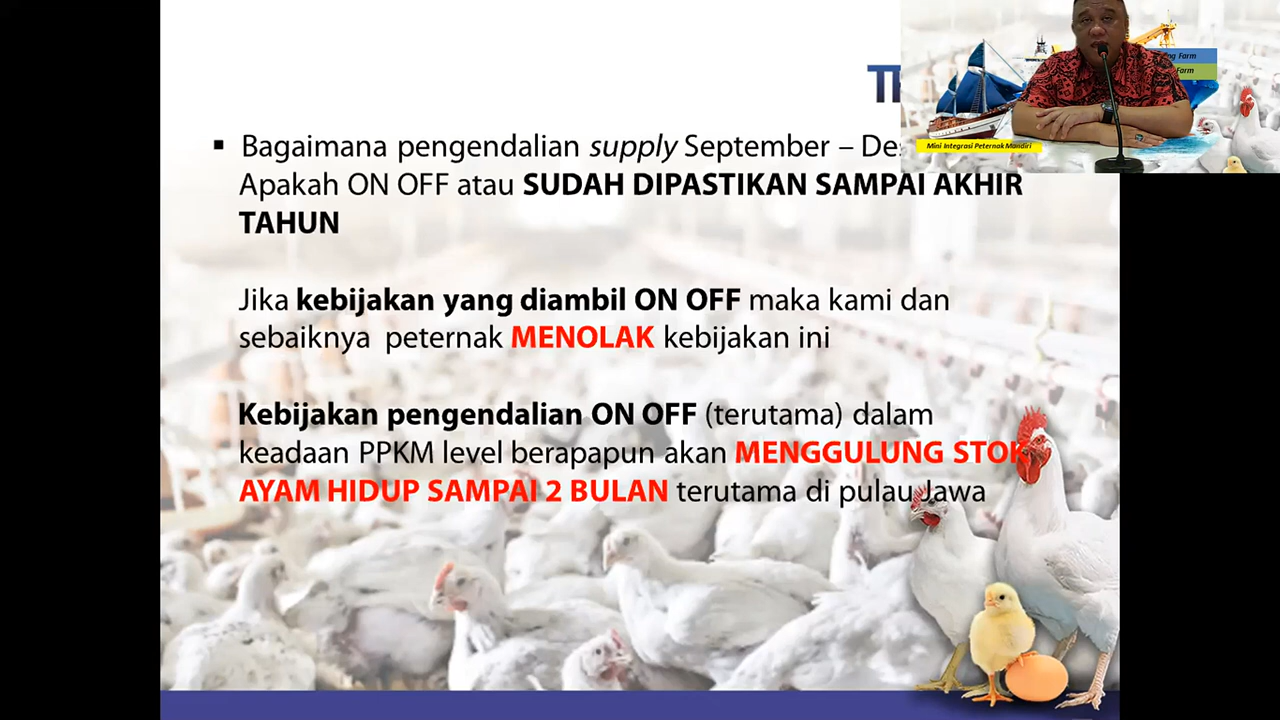 Farm
Farm
Mini Integrasi Peternak Mandiri
▪ Bagaimana pengendalian supply September –
Apakah ON OFF atau SUDAH DIPASTIKAN SAMPAI AKHIR
TAHUN
Jika kebijakan yang diambil ON OFF maka kami dan
sebaiknya peternak MENOLAK kebijakan ini
Kebijakan pengendalian ON OFF (terutama) dalam
keadaan PPKM level berapapun akan MENGGULUNG STOK
AYAM HIDUP SAMPAI 2 BULAN terutama di pulau Jawa